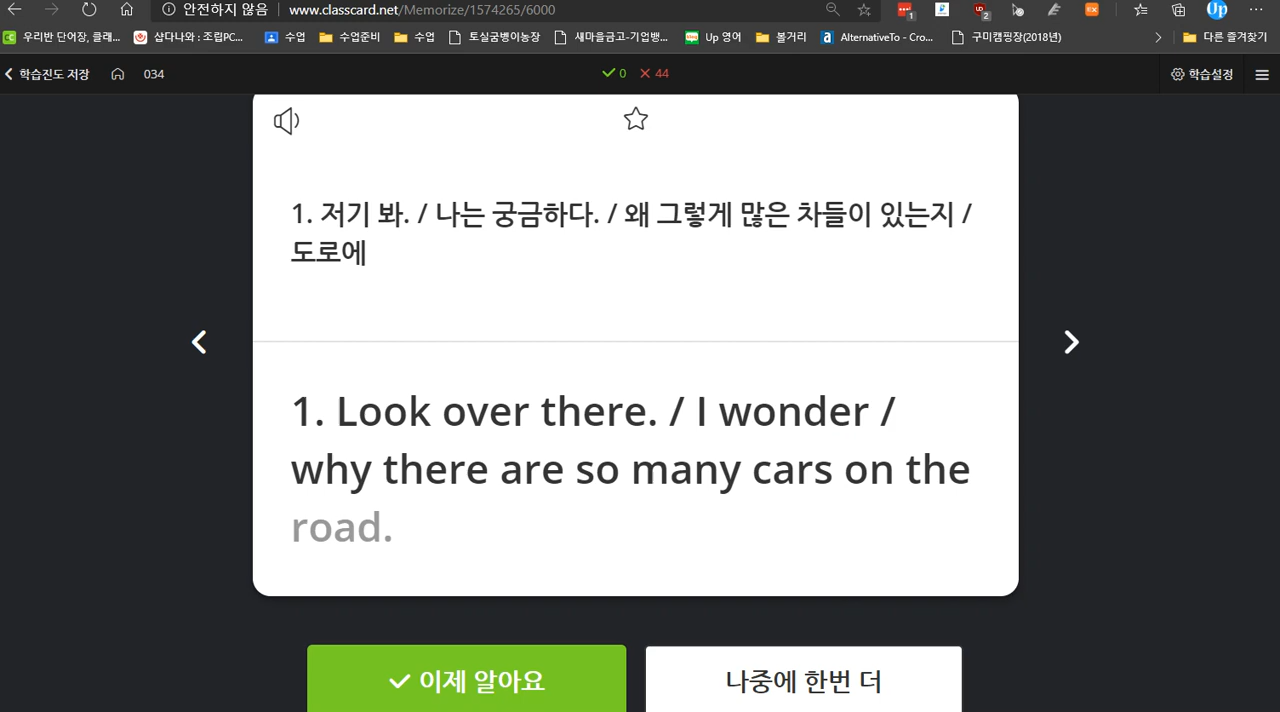 안전하지 않음 www.classcard.net/Memorize/1574265/6000
우리반 단어장, 클래... 샵다나와 : 조립PC... 수업 수업준비 수업 토실굼벵이농장 새마을금고-기업뱅... Up 영어 볼거리 AlternativeTo - Cro... 구미캠핑장(2018년) 다른 즐겨찾기
학습진도 저장 034 0 44 학습설정
1. 저기 봐. / 나는 궁금하다. / 왜 그렇게 많은 차들이 있는지 /
도로에
1. Look over there. / I wonder /
why there are so many cars on the
road.
이제 알아요 나중에 한번 더